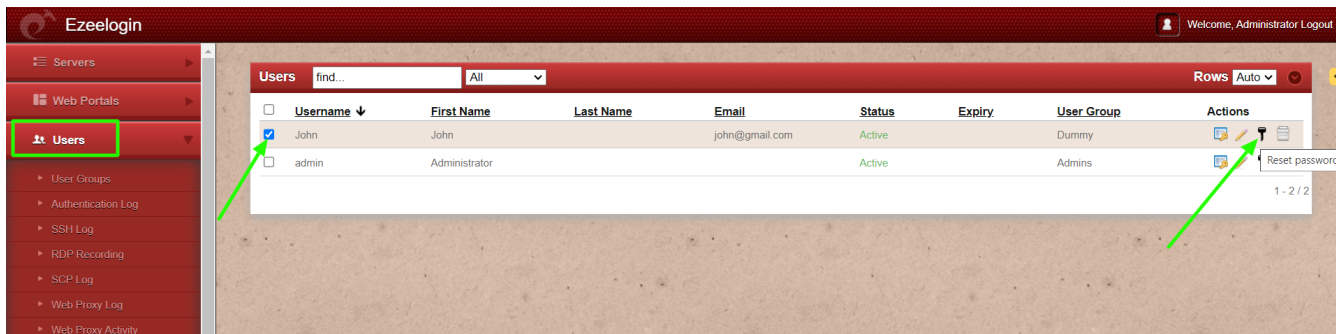 Ezeelogin
Welcome, Administrator Logout
Servers
Web Portals
Users
User Groups
Authentication Log
SSH Log
RDP Recording
SCP Log
Web Proxy Log
Web Proxy Activity
Users find... All Rows Auto
Username First Name Last Name Email Status Expiry User Group Actions
John John john@gmail.com Active Dummy
admin Administrator Active Admins
Reset password
1 - 2 / 2